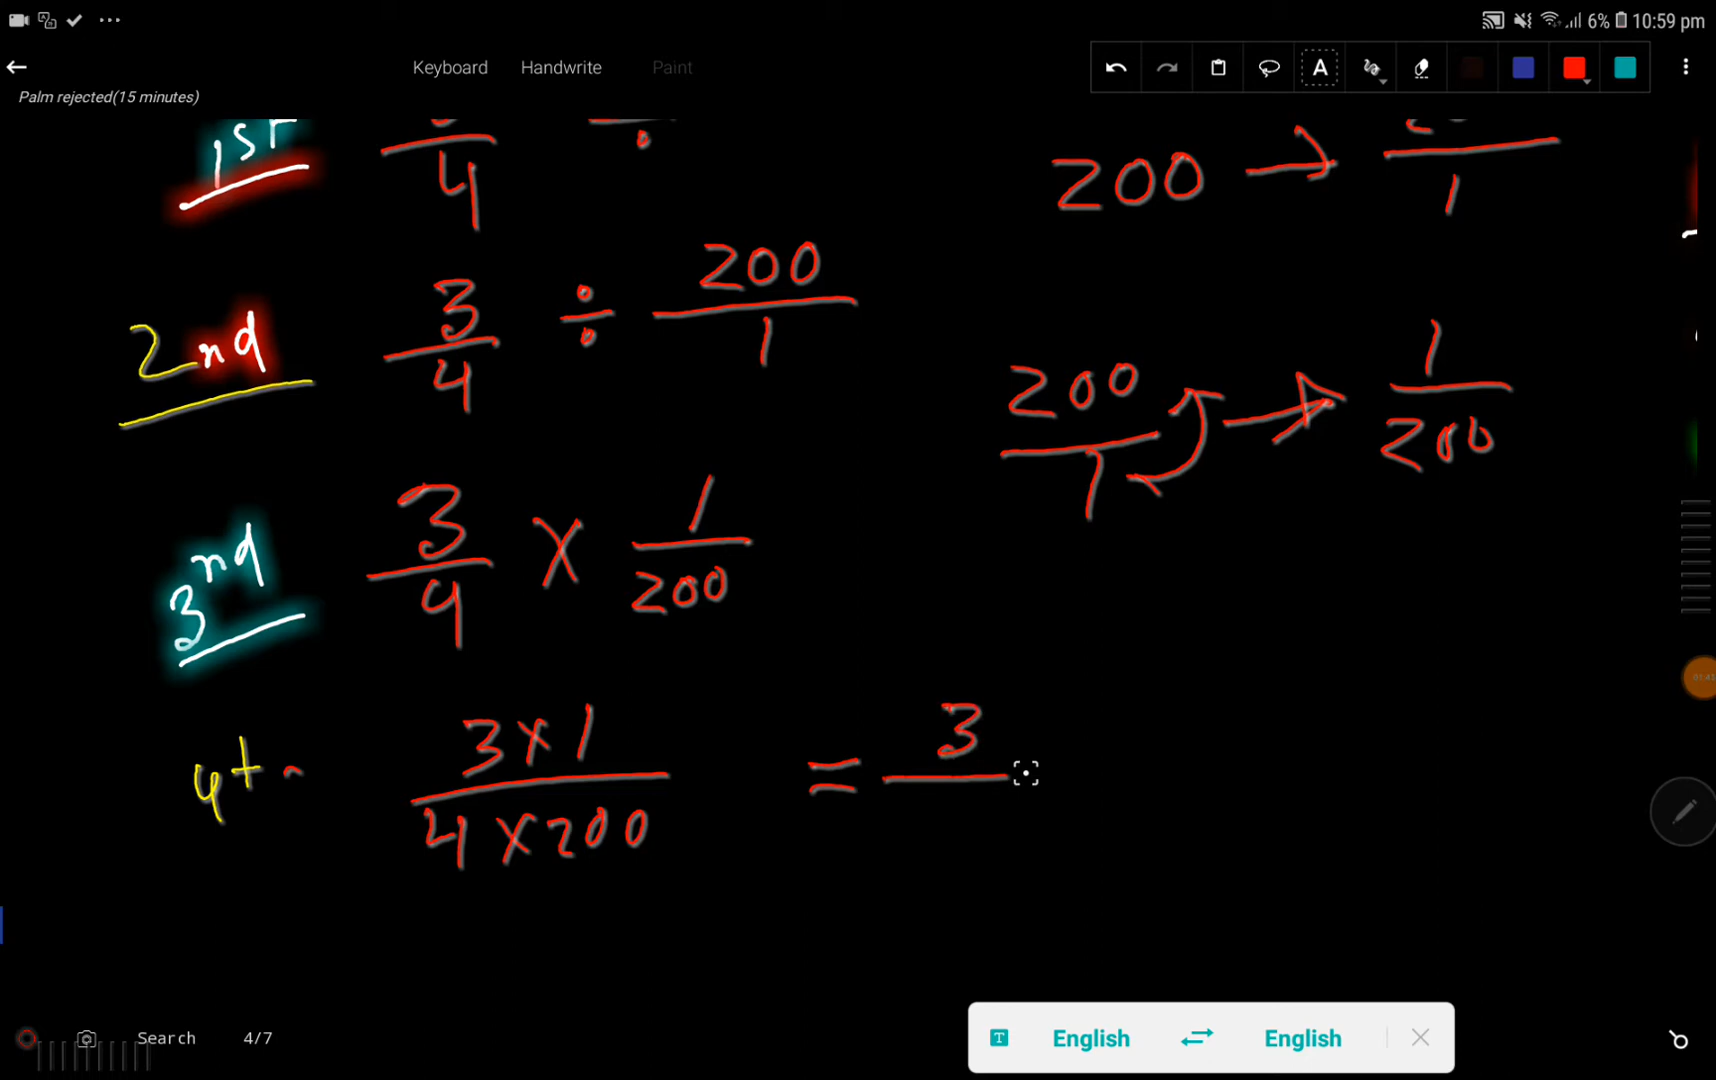 10:59 pm
6%
Keyboard Handwrite Paint
A
Palm rejected(15 minutes)
1st
4 ÷
200 → 
1
2nd 3/4 ÷ 200/1
200/1 → 1/200
3nd 3/4 X 1/200
4t 3x1/4x200 = 3
Search 4/7
T English English